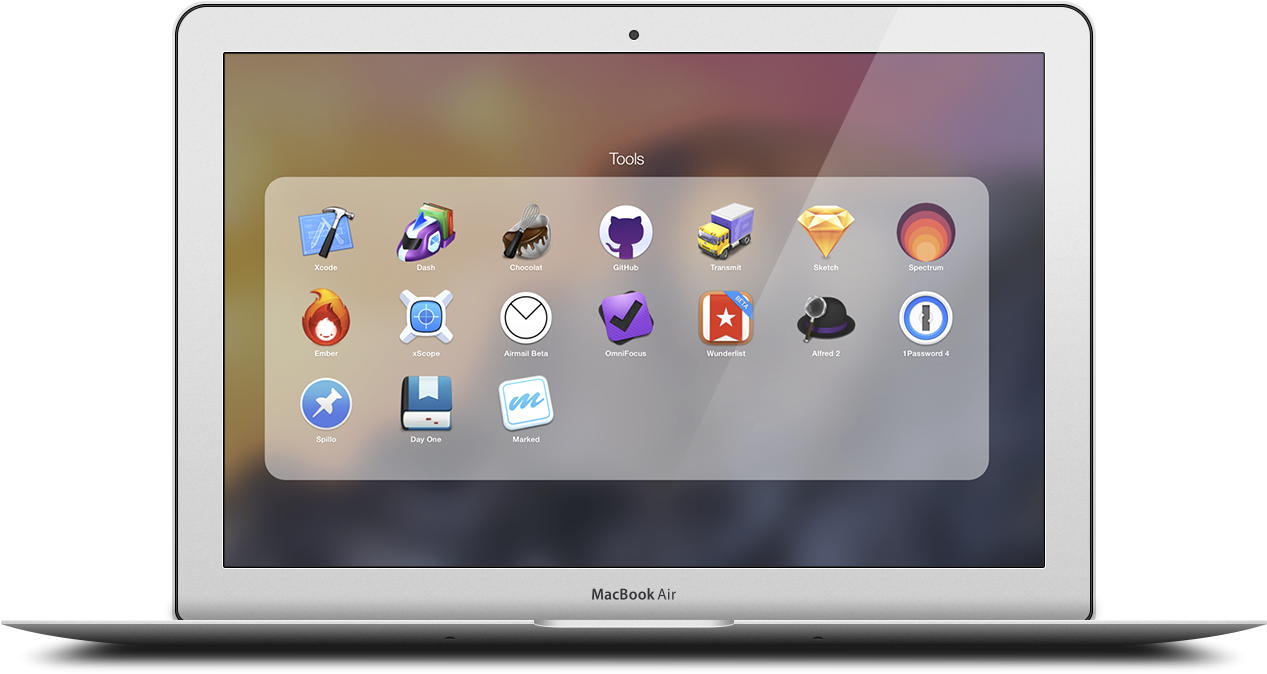 Tools
Xcode Dash Chocolat GitHub Transmit Sketch Spectrum
BETA
Ember xScope Airmail Beta OmniFocus Wunderlist Alfred 2 1Password 4
Spillo Day One Marked
MacBook Air